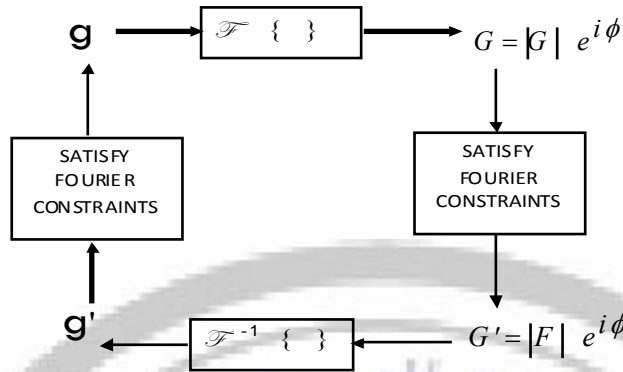 g
ℱ { }
G = |G| e^{iϕ}
SATISFY
FOURIER
CONSTRAINTS
SATISFY
FOURIER
CONSTRAINTS
g'
ℱ^{-1} { }
G' = |F| e^{iϕ}